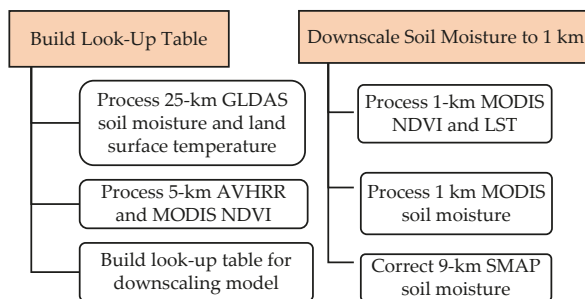 Build Look-Up Table
Process 25-km GLDAS
soil moisture and land
surface temperature
Process 5-km AVHRR
and MODIS NDVI
Build look-up table for
downscaling model
Downscale Soil Moisture to 1 km
Process 1-km MODIS
NDVI and LST
Process 1 km MODIS
soil moisture
Correct 9-km SMAP
soil moisture